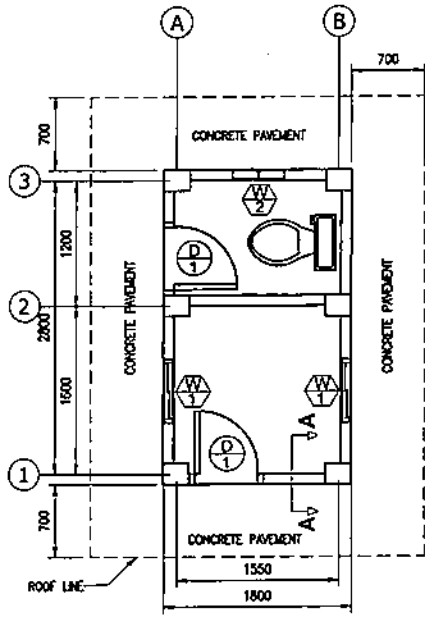 A
B
700
700
CONCRETE PAVEMENT
3
W
2
1200
D
1
CONCRETE PAVEMENT
CONCRETE PAVEMENT
2
2800
1600
W
1
W
1
A
D
1
1
A
700
CONCRETE PAVEMENT
1550
ROOF LINE
1800